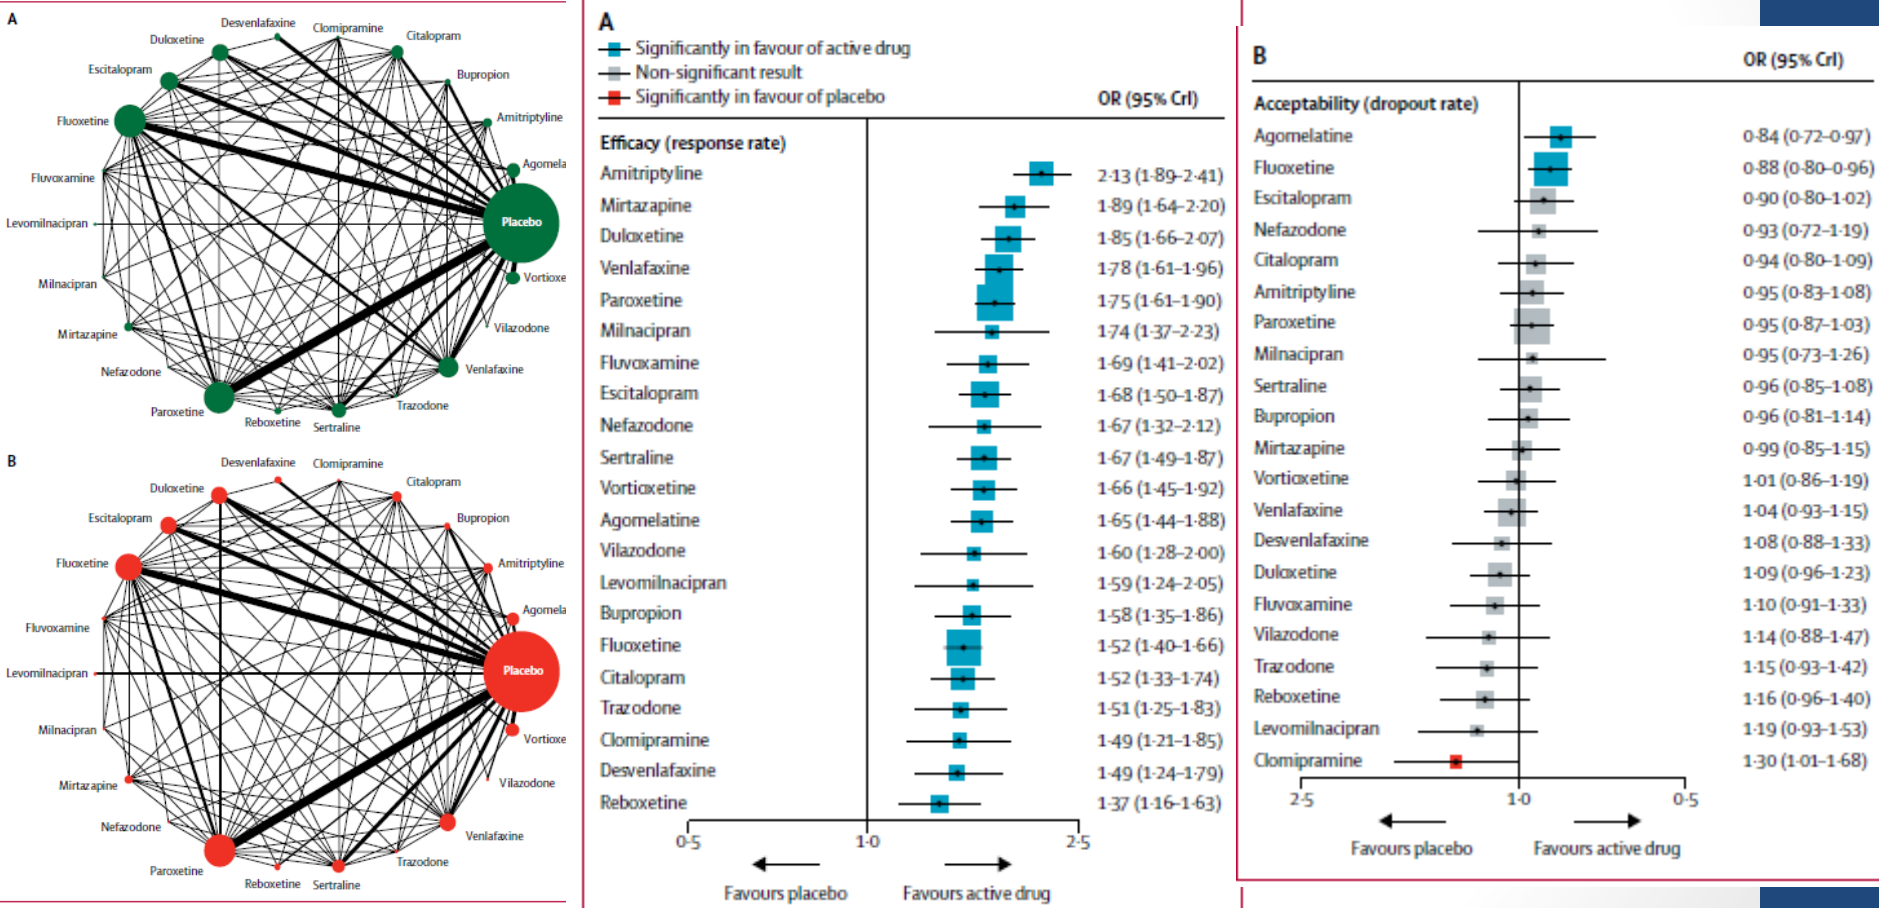 A
Desvenlafaxine
Clomipramine
Citalopram
Duloxetine
Escitalopram
Bupropion
Fluoxetine
Amitriptyline
Agomela
Fluvoxamine
Levomilnacipran
Placebo
Milnacipran
Vortioxe
Mirtazapine
Vilazodone
Nefazodone
Venlafaxine
Paroxetine
Trazodone
Reboxetine
Sertraline
B
Desvenlafaxine
Clomipramine
Citalopram
Duloxetine
Escitalopram
Bupropion
Fluoxetine
Amitriptyline
Agomela
Fluvoxamine
Levomilnacipran
Placebo
Milnacipran
Vortioxe
Mirtazapine
Vilazodone
Nefazodone
Venlafaxine
Paroxetine
Trazodone
Reboxetine
Sertraline
A
Significantly in favour of active drug
Non-significant result
Significantly in favour of placebo
OR (95% CrI)
Efficacy (response rate)
Amitriptyline 2·13 (1·89–2·41)
Mirtazapine 1·89 (1·64–2·20)
Duloxetine 1·85 (1·66–2·07)
Venlafaxine 1·78 (1·61–1·96)
Paroxetine 1·75 (1·61–1·90)
Milnacipran 1·74 (1·37–2·23)
Fluvoxamine 1·69 (1·41–2·02)
Escitalopram 1·68 (1·50–1·87)
Nefazodone 1·67 (1·32–2·12)
Sertraline 1·67 (1·49–1·87)
Vortioxetine 1·66 (1·45–1·92)
Agomelatine 1·65 (1·44–1·88)
Vilazodone 1·60 (1·28–2·00)
Levomilnacipran 1·59 (1·24–2·05)
Bupropion 1·58 (1·35–1·86)
Fluoxetine 1·52 (1·40–1·66)
Citalopram 1·52 (1·33–1·74)
Trazodone 1·51 (1·25–1·83)
Clomipramine 1·49 (1·21–1·85)
Desvenlafaxine 1·49 (1·24–1·79)
Reboxetine 1·37 (1·16–1·63)
0·5 1·0 2·5
Favours placebo Favours active drug
B
OR (95% CrI)
Acceptability (dropout rate)
Agomelatine 0·84 (0·72–0·97)
Fluoxetine 0·88 (0·80–0·96)
Escitalopram 0·90 (0·80–1·02)
Nefazodone 0·93 (0·72–1·19)
Citalopram 0·94 (0·80–1·09)
Amitriptyline 0·95 (0·83–1·08)
Paroxetine 0·95 (0·87–1·03)
Milnacipran 0·95 (0·73–1·26)
Sertraline 0·96 (0·85–1·08)
Bupropion 0·96 (0·81–1·14)
Mirtazapine 0·99 (0·85–1·15)
Vortioxetine 1·01 (0·86–1·19)
Venlafaxine 1·04 (0·93–1·15)
Desvenlafaxine 1·08 (0·88–1·33)
Duloxetine 1·09 (0·96–1·23)
Fluvoxamine 1·10 (0·91–1·33)
Vilazodone 1·14 (0·88–1·47)
Trazodone 1·15 (0·93–1·42)
Reboxetine 1·16 (0·96–1·40)
Levomilnacipran 1·19 (0·93–1·53)
Clomipramine 1·30 (1·01–1·68)
2·5 1·0 0·5
Favours placebo Favours active drug